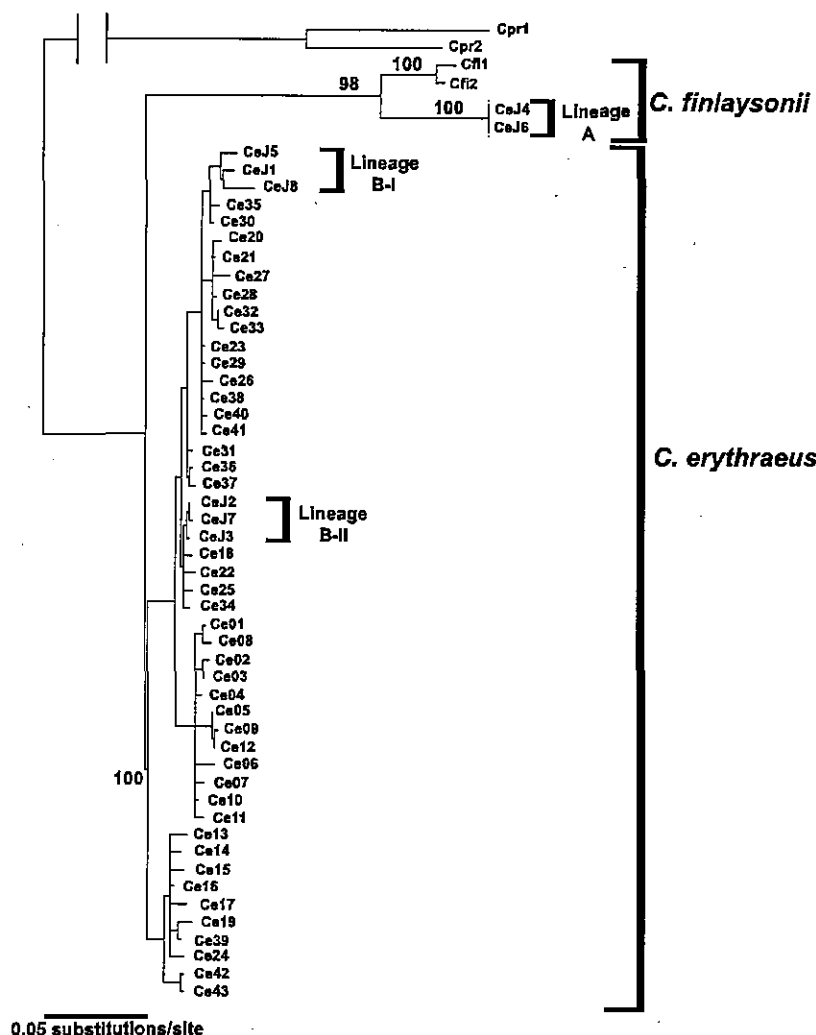 Cpr1
Cpr2
100
Cfi1
Cfi2
98
100
CeJ4
CeJ6
Lineage
A
C. finlaysonii
CeJ5
CeJ1
CeJ8
Lineage
B-I
Ce35
Ce30
Ce20
Ce21
Ce27
Ce28
Ce32
Ce33
Ce23
Ce29
Ce26
Ce38
Ce40
Ce41
Ce31
Ce36
Ce37
C. erythraeus
CeJ2
CeJ7
CeJ3
Lineage
B-II
Ce18
Ce22
Ce25
Ce34
Ce01
Ce08
Ce02
Ce03
Ce04
Ce05
Ce09
Ce12
Ce06
Ce07
Ce10
Ce11
100
Ce13
Ce14
Ce15
Ce16
Ce17
Ce19
Ce39
Ce24
Ce42
Ce43
0.05 substitutions/site